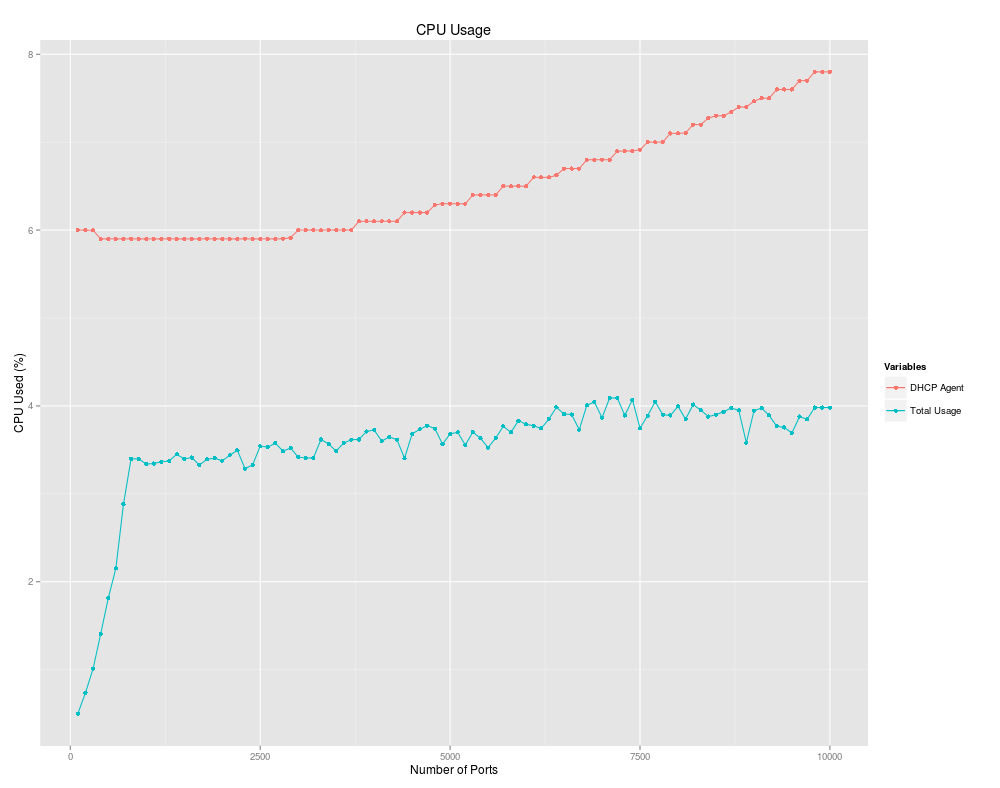 CPU Usage
8
6
4
2
CPU Used (%)
0
2500
5000
7500
10000
Number of Ports
Variables
DHCP Agent
Total Usage